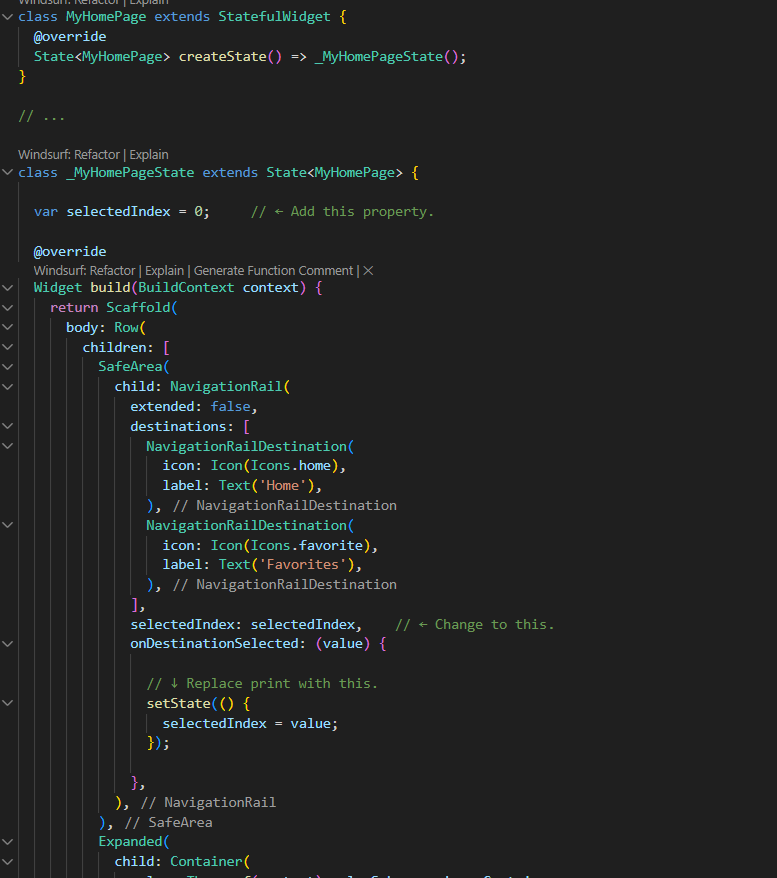 Windsurf: Refactor | Explain
class MyHomePage extends StatefulWidget {
@override
State<MyHomePage> createState() => _MyHomePageState();
}
// ...
Windsurf: Refactor | Explain
class _MyHomePageState extends State<MyHomePage> {
var selectedIndex = 0;     // ← Add this property.
@override
Windsurf: Refactor | Explain | Generate Function Comment | ×
Widget build(BuildContext context) {
return Scaffold(
body: Row(
children: [
SafeArea(
child: NavigationRail(
extended: false,
destinations: [
NavigationRailDestination(
icon: Icon(Icons.home),
label: Text('Home'),
), // NavigationRailDestination
NavigationRailDestination(
icon: Icon(Icons.favorite),
label: Text('Favorites'),
), // NavigationRailDestination
],
selectedIndex: selectedIndex,    // ← Change to this.
onDestinationSelected: (value) {
// ↓ Replace print with this.
setState(() {
selectedIndex = value;
});
},
), // NavigationRail
), // SafeArea
Expanded(
child: Container(